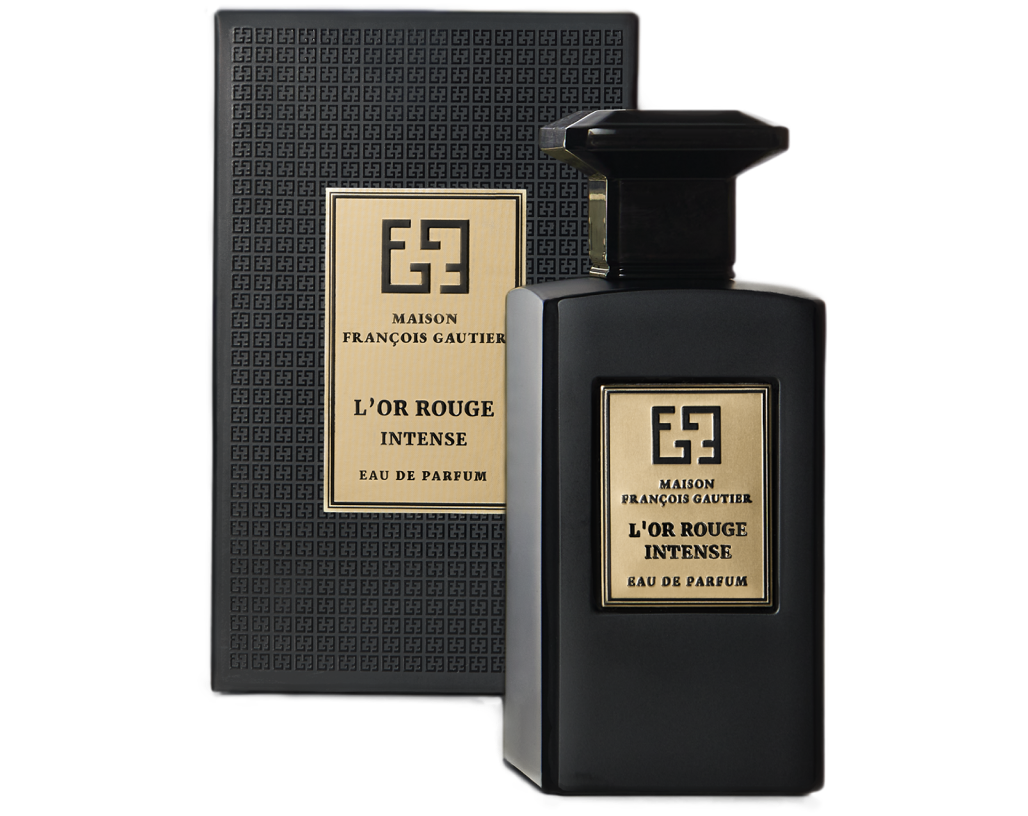 MAISON
FRANÇOIS GAUTIER
L’OR ROUGE
INTENSE
EAU DE PARFUM
MAISON
FRANÇOIS GAUTIER
L'OR ROUGE
INTENSE
EAU DE PARFUM